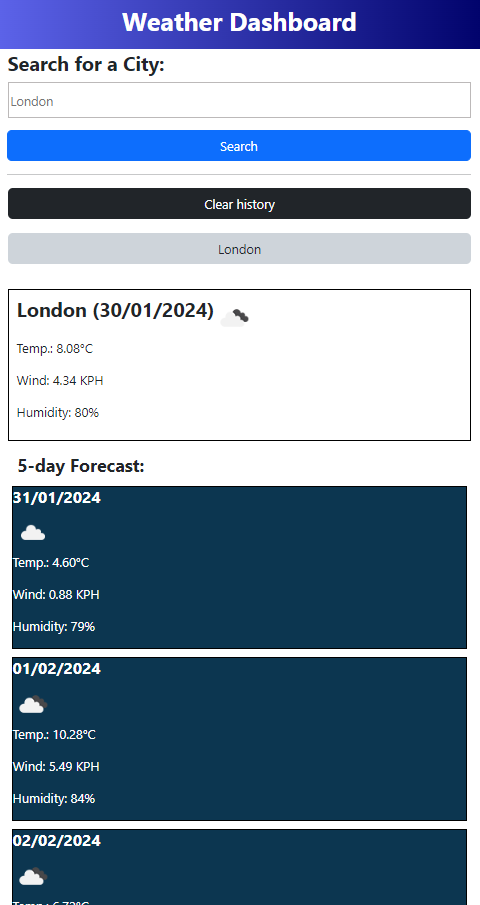 Weather Dashboard
Search for a City:
London
Search
Clear history
London
London (30/01/2024)
Temp.: 8.08°C
Wind: 4.34 KPH
Humidity: 80%
5-day Forecast:
31/01/2024
Temp.: 4.60°C
Wind: 0.88 KPH
Humidity: 79%
01/02/2024
Temp.: 10.28°C
Wind: 5.49 KPH
Humidity: 84%
02/02/2024